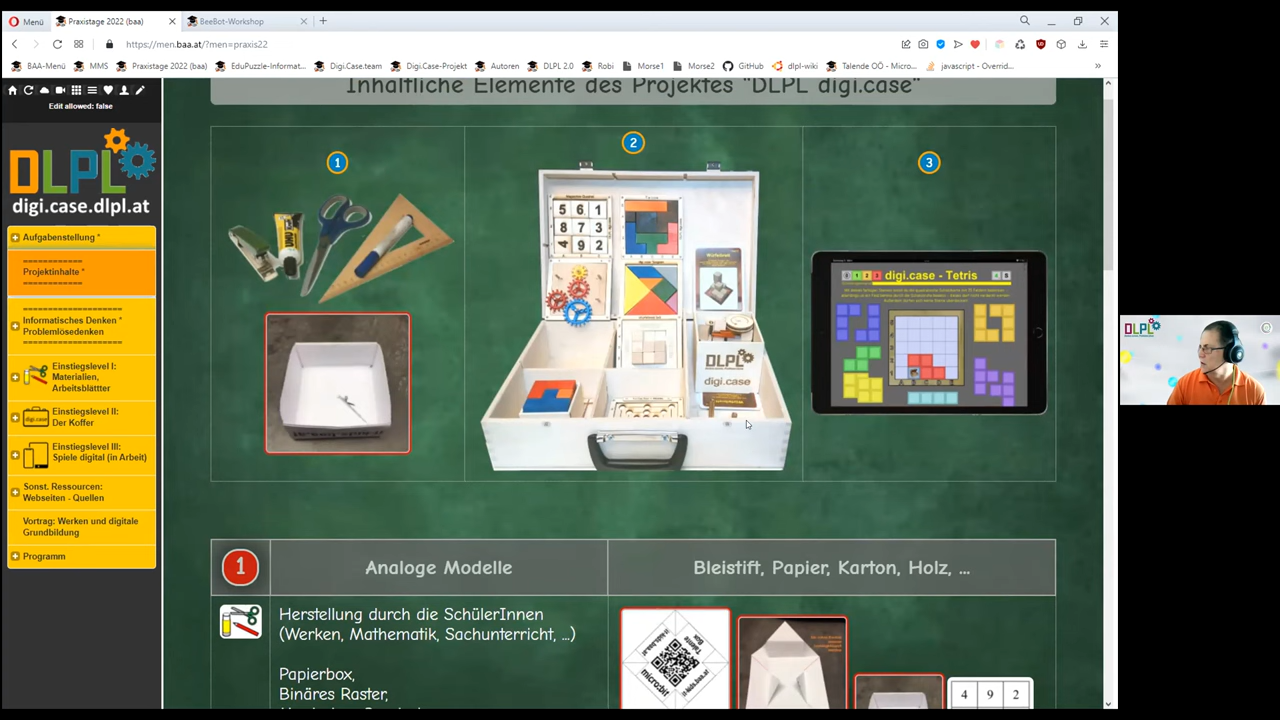 Menü
Praxistage 2022 (baa)
BeeBot-Workshop
https://men.baa.at/?men=praxis22
BAA-Menü
MMS
Praxistage 2022 (baa)
EduPuzzle-Informat...
Digi.Case.team
Digi.Case-Projekt
Autoren
DLPL 2.0
Robi
Morse1
Morse2
GitHub
dlpl-wiki
Talende OÖ - Micro...
javascript - Overrid...
Edit allowed: false
DLPL
digi.case.dlpl.at
Aufgabenstellung *
============
Projektinhalte *
============
====================
Informatisches Denken *
Problemlösedenken
====================
Einstiegslevel I:
Materialien,
Arbeitsblättter
Einstiegslevel II:
Der Koffer
Einstiegslevel III:
Spiele digital (in Arbeit)
Sonst. Ressourcen:
Webseiten - Quellen
Vortrag: Werken und digitale
Grundbildung
Programm
Inhaltliche Elemente des Projektes "DLPL digi.case"
1
2
3
5 6 1
8 7 3
4 9 2
DLPL
digi.case
digi.case - Tetris
1
Analoge Modelle
Bleistift, Papier, Karton, Holz, ...
Herstellung durch die SchülerInnen
(Werken, Mathematik, Sachunterricht, ...)
Papierbox,
Binäres Raster,
micro:bit
4 9 2
DLPL